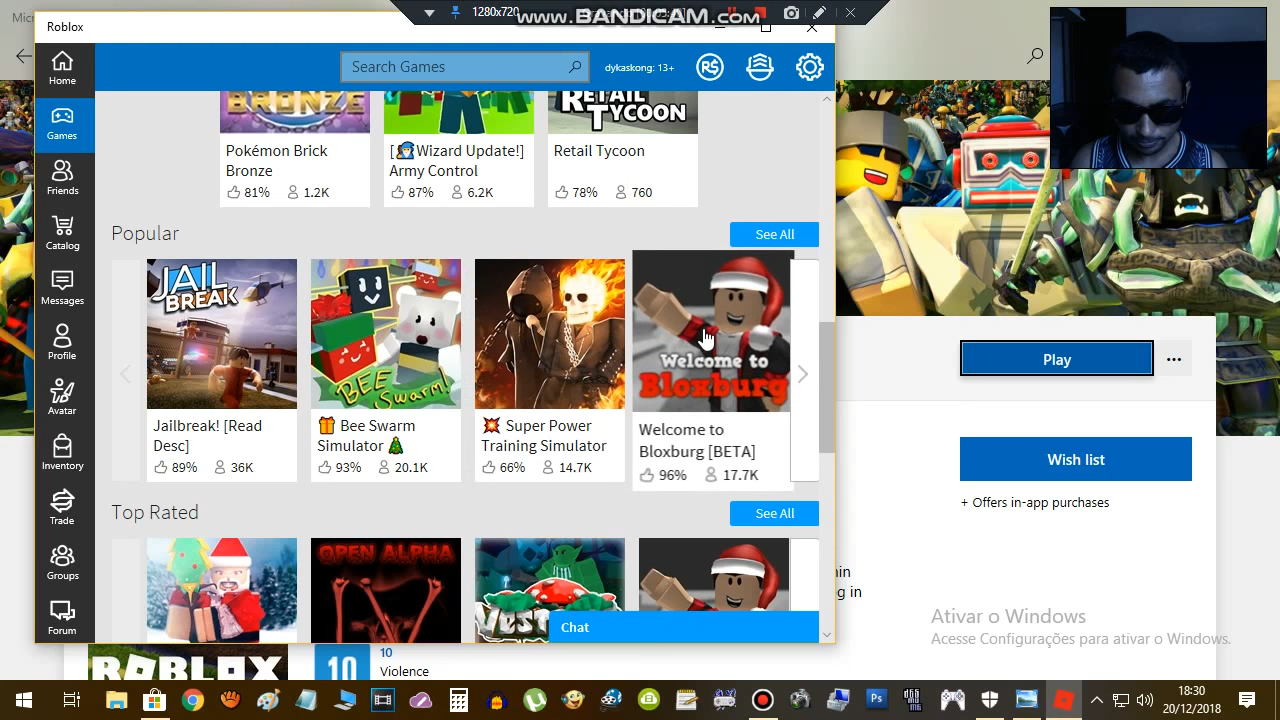 1280x720
www.BANDICAM.com
Roblox
Search Games
dykaskong: 13+
R$
Home
Games
Friends
Catalog
Messages
Profile
Avatar
Inventory
Trade
Groups
Forum
BRONZE
RETAIL
TYCOON
Pokémon Brick
Bronze
81% 1.2K
[🧙Wizard Update!]
Army Control
87% 6.2K
Retail Tycoon
78% 760
Popular
See All
JAIL
BREAK
Jailbreak! [Read
Desc]
89% 36K
BEE
Swarm!
🎁 Bee Swarm
Simulator 🎄
93% 20.1K
💥 Super Power
Training Simulator
66% 14.7K
Welcome to
Bloxburg
Welcome to
Bloxburg [BETA]
96% 17.7K
Top Rated
See All
OPEN ALPHA
Chat
Play
...
Wish list
+ Offers in-app purchases
Ativar o Windows
Acesse Configurações para ativar o Windows.
ROBLOX
10
10
Violence
18:30
20/12/2018